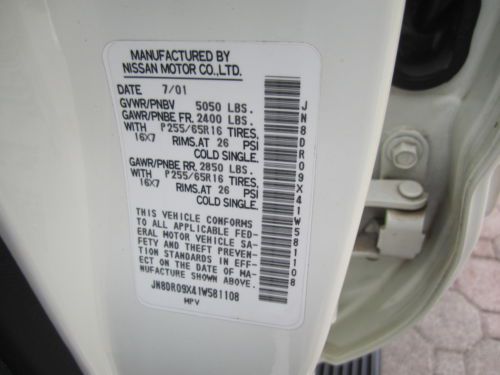 MANUFACTURED BY
NISSAN MOTOR CO., LTD.
DATE 7/01
GVWR/PNBV 5050 LBS.
GAWR/PNBE FR. 2400 LBS.
WITH P255/65R16 TIRES,
16X7 RIMS. AT 26 PSI
COLD SINGLE.
GAWR/PNBE RR. 2850 LBS.
WITH P255/65R16 TIRES,
16X7 RIMS. AT 26 PSI
COLD SINGLE.
THIS VEHICLE CONFORMS
TO ALL APPLICABLE FED-
ERAL MOTOR VEHICLE SA-
FETY AND THEFT PREVEN-
TION STANDARDS IN EFF-
ECT ON THE DATE OF MA-
NUFACTURE SHOWN ABOVE.
JN8DR09X41W581108
MPV
JN8DR09X41W581108